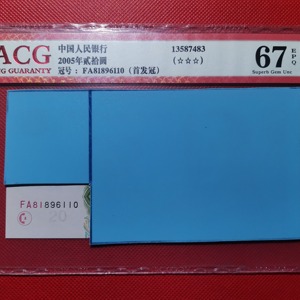 ACG
NG GUARANTY
中国人民银行
2005年贰拾圆
冠号：FA81896110（首发冠）
13587483
(☆☆☆)
67 EPQ
Superb Gem Unc
FA81896110
20